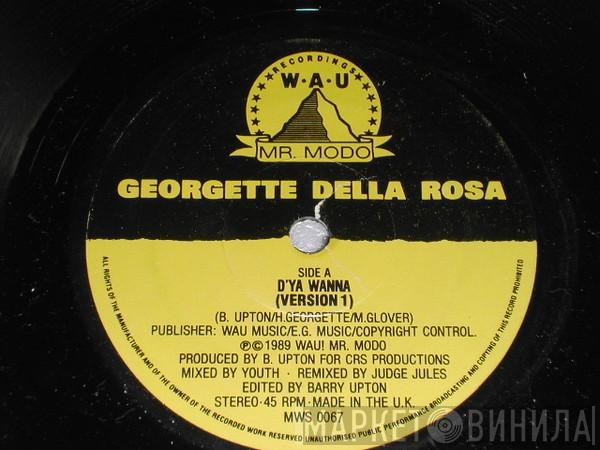 RECORDINGS
W·A·U
MR. MODO
GEORGETTE DELLA ROSA
SIDE A
D'YA WANNA
(VERSION 1)
(B. UPTON/H.GEORGETTE/M.GLOVER)
PUBLISHER: WAU MUSIC/E.G. MUSIC/COPYRIGHT CONTROL.
℗©1989 WAU! MR. MODO
PRODUCED BY B. UPTON FOR CRS PRODUCTIONS
MIXED BY YOUTH · REMIXED BY JUDGE JULES
EDITED BY BARRY UPTON
STEREO·45 RPM·MADE IN THE U.K.
MWS 006T
ALL RIGHTS OF THE MANUFACTURER AND OF THE OWNER OF THE RECORDED WORK RESERVED UNAUTHORISED PUBLIC PERFORMANCE BROADCASTING AND COPYING OF THIS RECORD PROHIBITED
МАРКЕТ ВИНИЛА